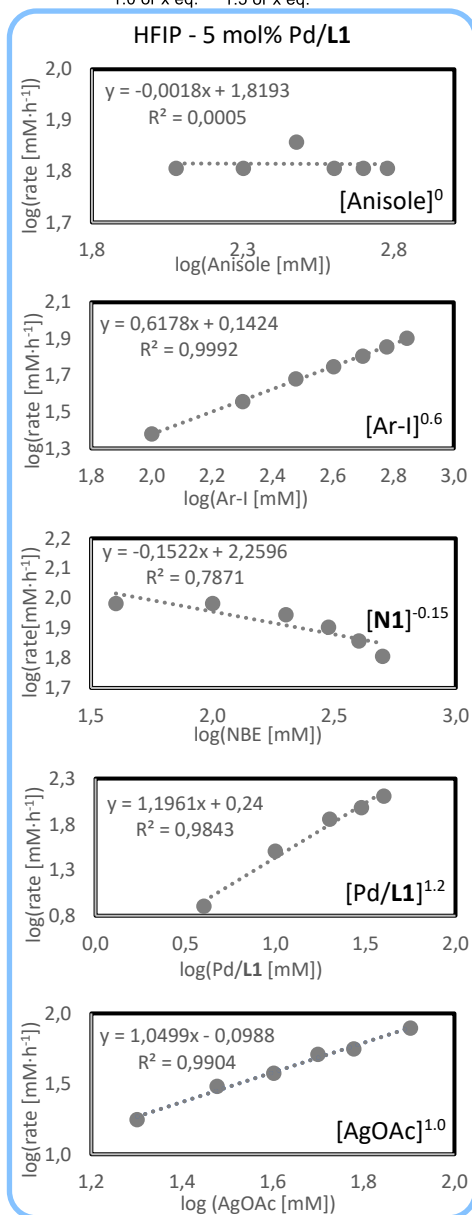 1.0 or x eq. 1.5 or x eq.
HFIP - 5 mol% Pd/L1
log(rate [mM·h⁻¹])
2,0
1,9
1,8
1,7
y = -0,0018x + 1,8193
R² = 0,0005
[Anisole]⁰
1,8 2,3 2,8
log(Anisole [mM])
log(rate [mM·h⁻¹])
2,1
1,9
1,7
1,5
1,3
y = 0,6178x + 0,1424
R² = 0,9992
[Ar-I]⁰·⁶
1,8 2,0 2,2 2,4 2,6 2,8 3,0
log(Ar-I [mM])
log(rate[mM·h⁻¹])
2,2
2,1
2,0
1,9
1,8
1,7
y = -0,1522x + 2,2596
R² = 0,7871
[N1]⁻⁰·¹⁵
1,5 2,0 2,5 3,0
log(NBE [mM])
log(rate [mM·h⁻¹])
2,3
1,8
1,3
0,8
y = 1,1961x + 0,24
R² = 0,9843
[Pd/L1]¹·²
0,0 0,5 1,0 1,5 2,0
log(Pd/L1 [mM])
log(rate [mM·h⁻¹])
2,0
1,5
1,0
y = 1,0499x - 0,0988
R² = 0,9904
[AgOAc]¹·⁰
1,2 1,4 1,6 1,8 2,0
log (AgOAc [mM])